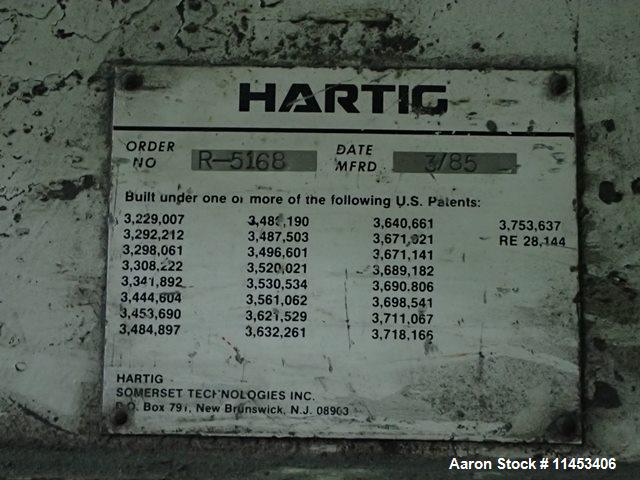 HARTIG
ORDER NO R-5168 DATE MFRD 3/85
Built under one or more of the following U.S. Patents:
3,229,007 3,640,661 3,753,637
3,292,212 3,487,503 3,671,021 RE 28,144
3,298,061 3,496,601 3,671,141
3,308,222 3,520,021 3,689,182
3,341,892 3,530,534 3,690.806
3,444,604 3,561,062 3,698,541
3,453,690 3,621,529 3,711,067
3,484,897 3,632,261 3,718,166
HARTIG
SOMERSET TECHNOLOGIES INC.
P.O. Box 791, New Brunswick, N.J. 08903
Aaron Stock # 11453406